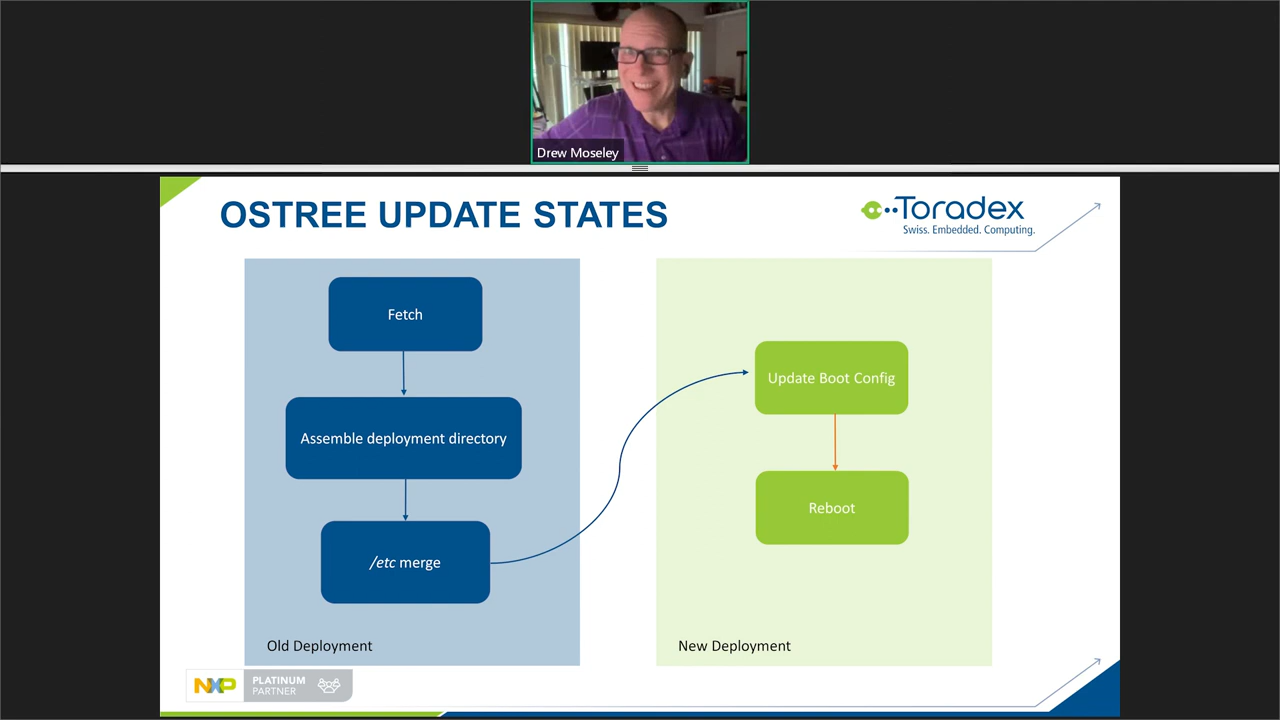 Drew Moseley
OSTREE UPDATE STATES
Toradex
Swiss. Embedded. Computing.
Fetch
Assemble deployment directory
/etc merge
Old Deployment
Update Boot Config
Reboot
New Deployment
NXP
PLATINUM
PARTNER